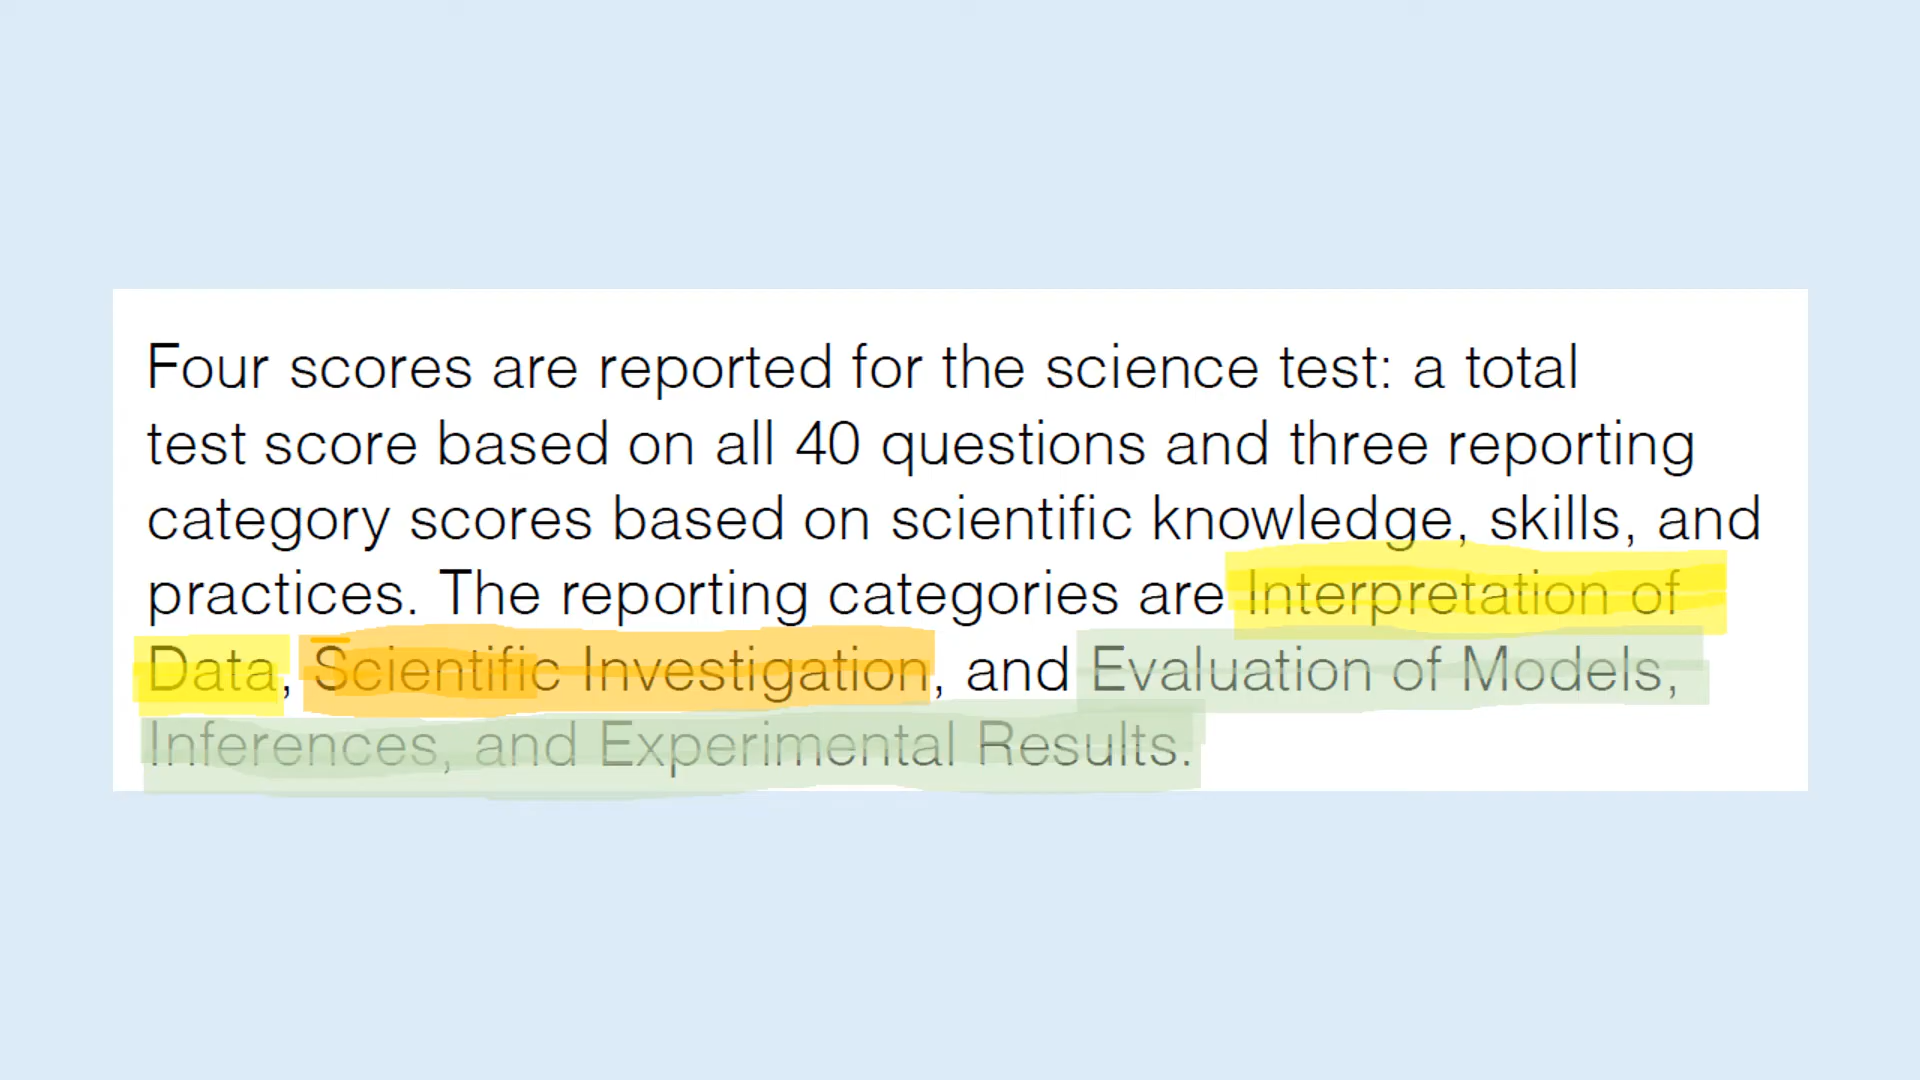 Four scores are reported for the science test: a total
test score based on all 40 questions and three reporting
category scores based on scientific knowledge, skills, and
practices. The reporting categories are Interpretation of
Data, Scientific Investigation, and Evaluation of Models,
Inferences, and Experimental Results.